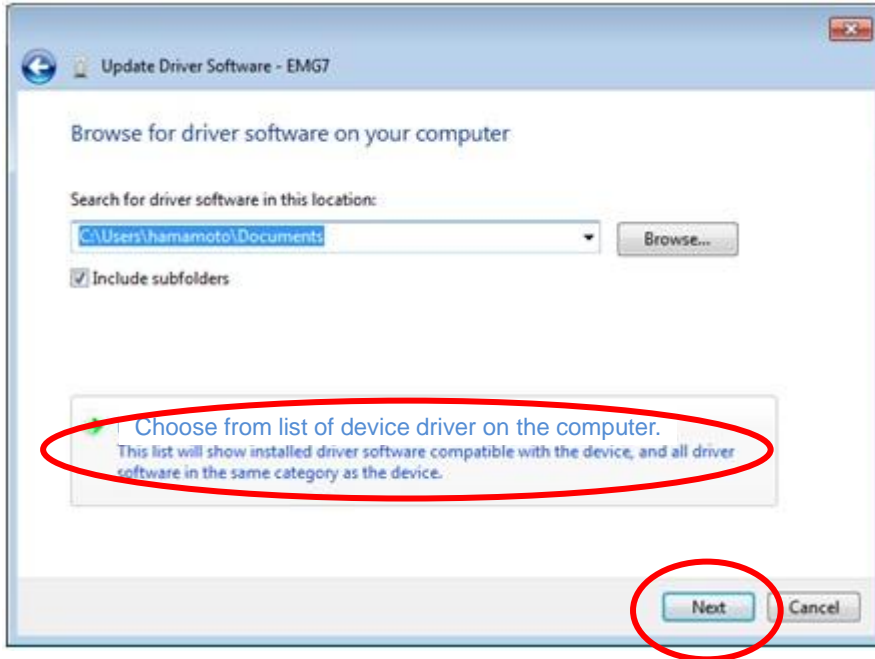 Update Driver Software - EMG7
Browse for driver software on your computer
Search for driver software in this location:
C:\Users\hamamoto\Documents
Browse...
Include subfolders
Choose from list of device driver on the computer.
This list will show installed driver software compatible with the device, and all driver
software in the same category as the device.
Next
Cancel